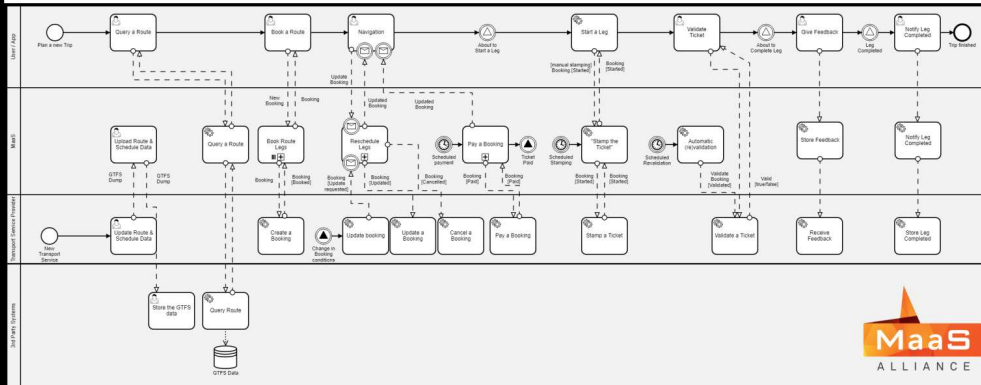 User / App
Plan a new Trip
Query a Route
Book a Route
Navigation
About to
Start a Leg
Start a Leg
Validate
Ticket
About to
Complete Leg
Give Feedback
Leg
Completed
Notify Leg
Completed
Trip finished
Update
Booking
[manual stamping]
Booking [Started]
Booking
[Started]
MaaS
New
Booking
Booking
Updated
Booking
Updated
Booking
Upload Route &
Schedule Data
Query a Route
Book Route
Legs
Reschedule
Legs
Scheduled
payment
Pay a Booking
Ticket
Paid
Scheduled
Stamping
"Stamp the
Ticket"
Scheduled
Revalidation
Automatic
(re)validation
Store Feedback
Notify Leg
Completed
GTFS
Dump
GTFS
Dump
Booking
Booking
[Booked]
Booking
[Update
requested]
Booking
[Updated]
Booking
[Cancelled]
Booking
[Paid]
Booking
[Paid]
Booking
[Started]
Booking
[Started]
Validate
Booking
[Validated]
Valid
[true/false]
Transport Service Provider
New
Transport
Service
Update Route &
Schedule Data
Create a
Booking
Change in
Booking
conditions
Update booking
Update a
Booking
Cancel a
Booking
Pay a Booking
Stamp a Ticket
Validate a Ticket
Receive
Feedback
Store Leg
Completed
3rd Party Systems
Store the GTFS
data
Query Route
GTFS Data
MaaS
ALLIANCE